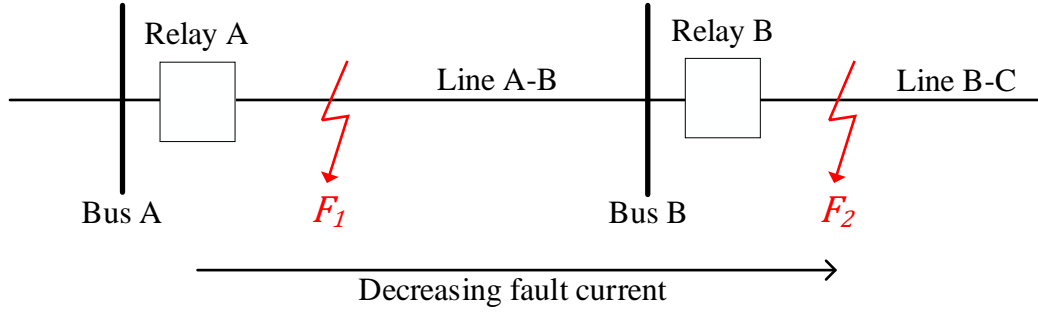 Relay A
Relay B
Line A-B
Line B-C
Bus A
F1
Bus B
F2
Decreasing fault current